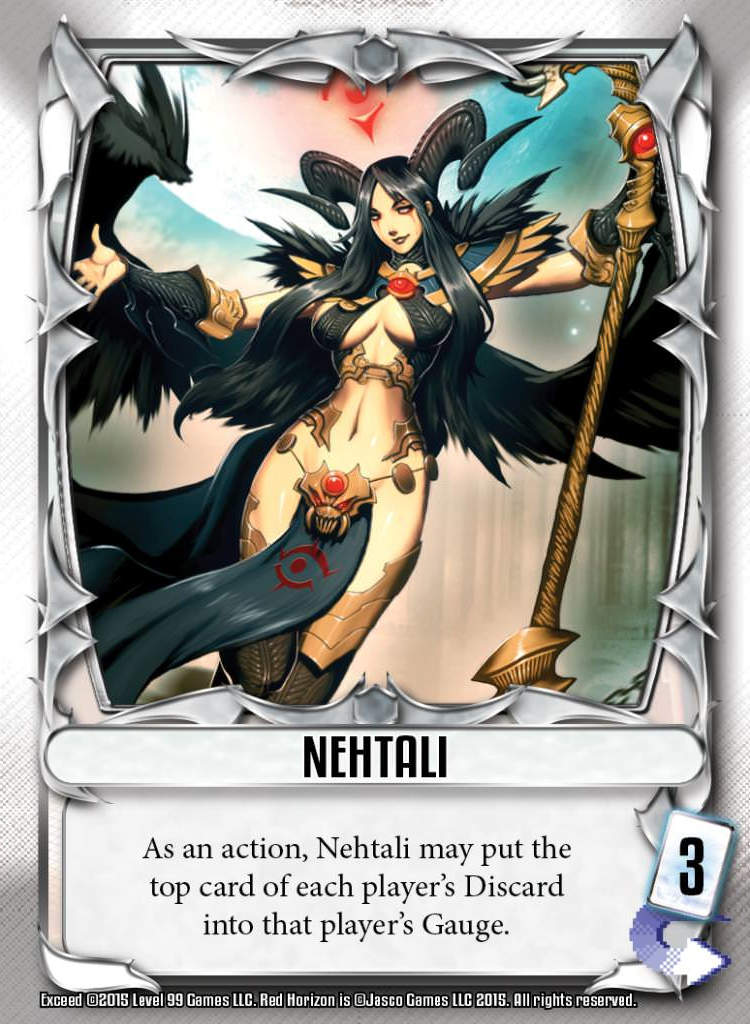 NEHTALI
As an action, Nehtali may put the
top card of each player's Discard
into that player's Gauge.
3
Exceed ©2015 Level 99 Games LLC. Red Horizon is ©Jasco Games LLC 2015. All rights reserved.